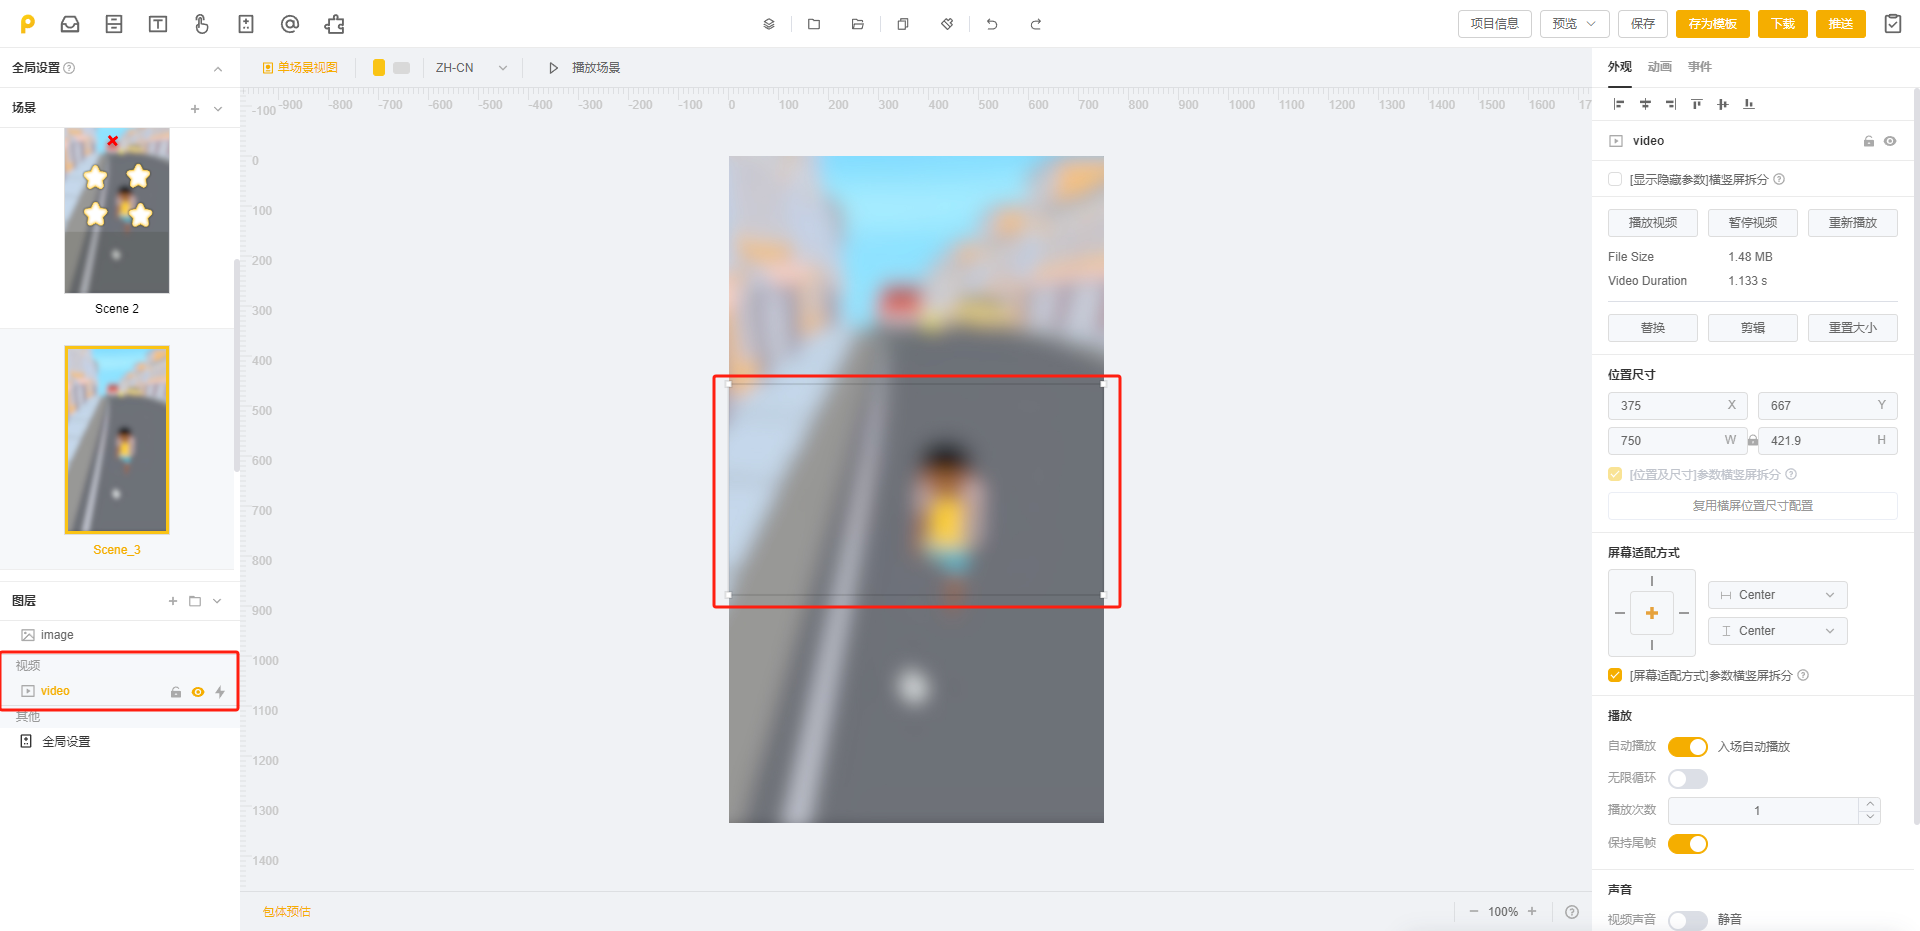 项目信息
预览
保存
存为模板
下载
推送
全局设置
单场景视图
ZH-CN
播放场景
外观 动画 事件
场景
-900 -800 -700 -600 -500 -400 -300 -200 -100 0 100 200 300 400 500 600 700 800 900 1000 1100 1200 1300 1400 1500 1600 17
-100
0
100
200
300
400
500
600
700
800
900
1000
1100
1200
1300
1400
Scene 2
Scene_3
图层
image
视频
video
其他
全局设置
包体预估
100%
video
[显示隐藏参数]横竖屏拆分
播放视频 暂停视频 重新播放
File Size 1.48 MB
Video Duration 1.133 s
替换 剪辑 重置大小
位置尺寸
375 X 667 Y
750 W 421.9 H
[位置及尺寸]参数横竖屏拆分
复用横屏位置尺寸配置
屏幕适配方式
Center
Center
[屏幕适配方式]参数横竖屏拆分
播放
自动播放 入场自动播放
无限循环
播放次数 1
保持尾帧
声音
视频声音 静音